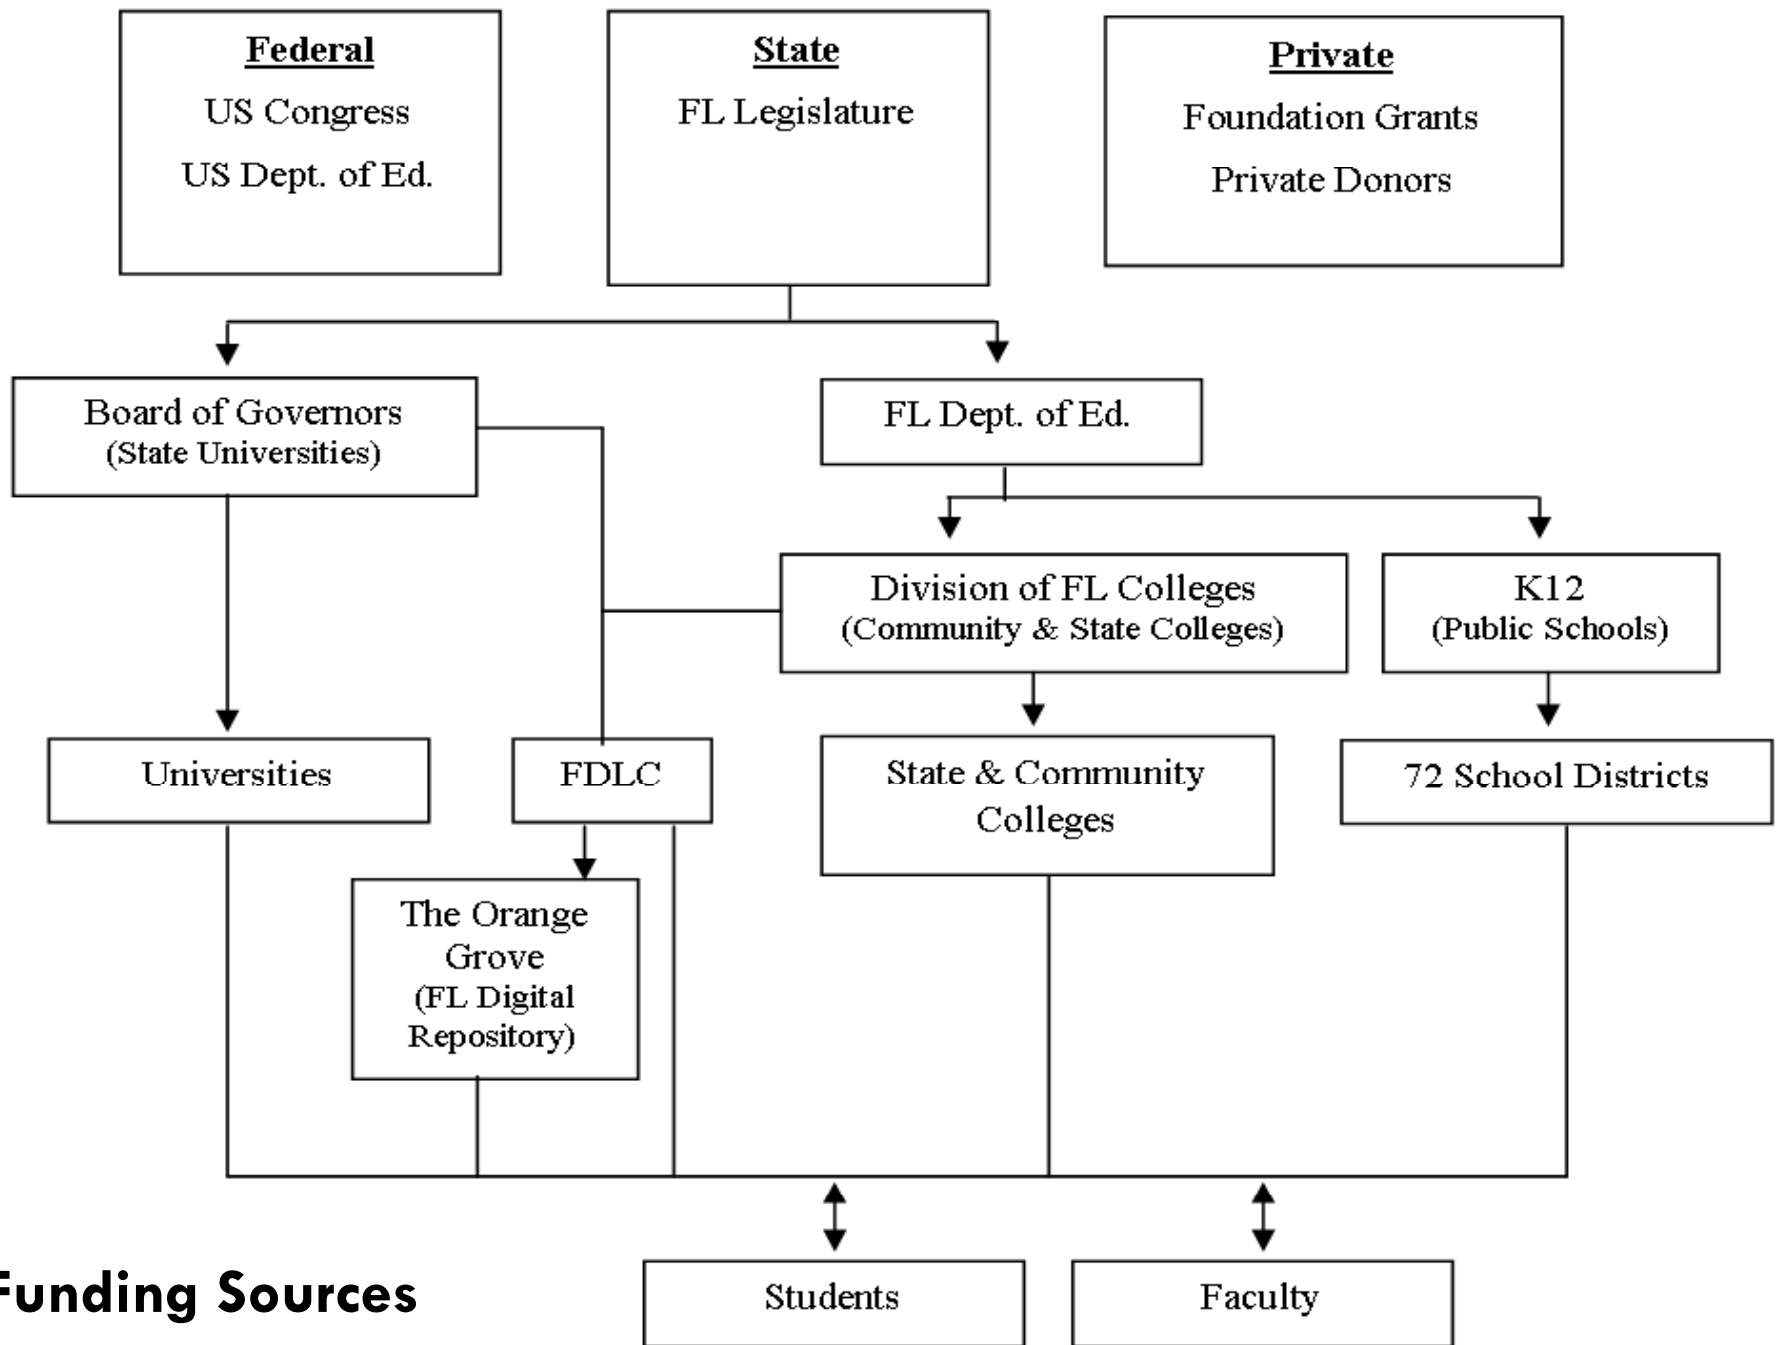 Federal
US Congress
US Dept. of Ed.
State
FL Legislature
Private
Foundation Grants
Private Donors
Board of Governors
(State Universities)
FL Dept. of Ed.
Division of FL Colleges
(Community & State Colleges)
K12
(Public Schools)
Universities
FDLC
State & Community
Colleges
72 School Districts
The Orange
Grove
(FL Digital
Repository)
Funding Sources
Students
Faculty